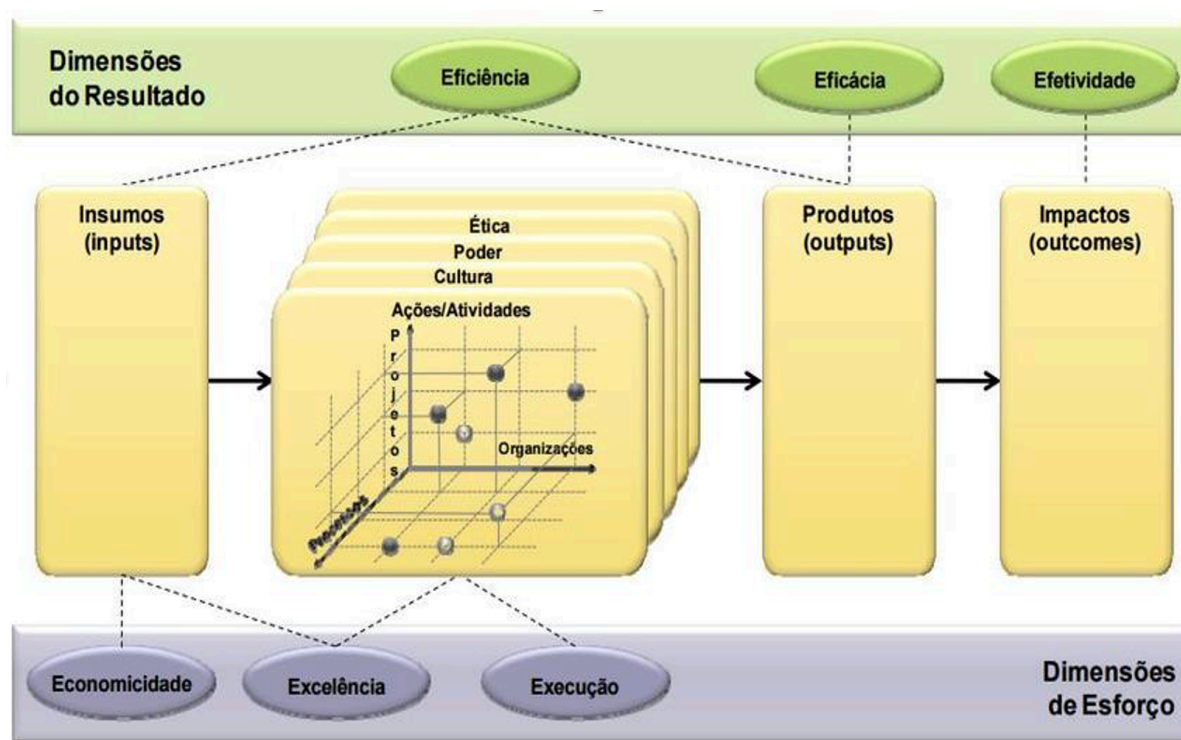 Dimensões
do Resultado
Eficiência
Eficácia
Efetividade
Insumos
(inputs)
Ética
Poder
Cultura
Ações/Atividades
Projetos
Organizações
Processos
Produtos
(outputs)
Impactos
(outcomes)
Economicidade
Excelência
Execução
Dimensões
de Esforço